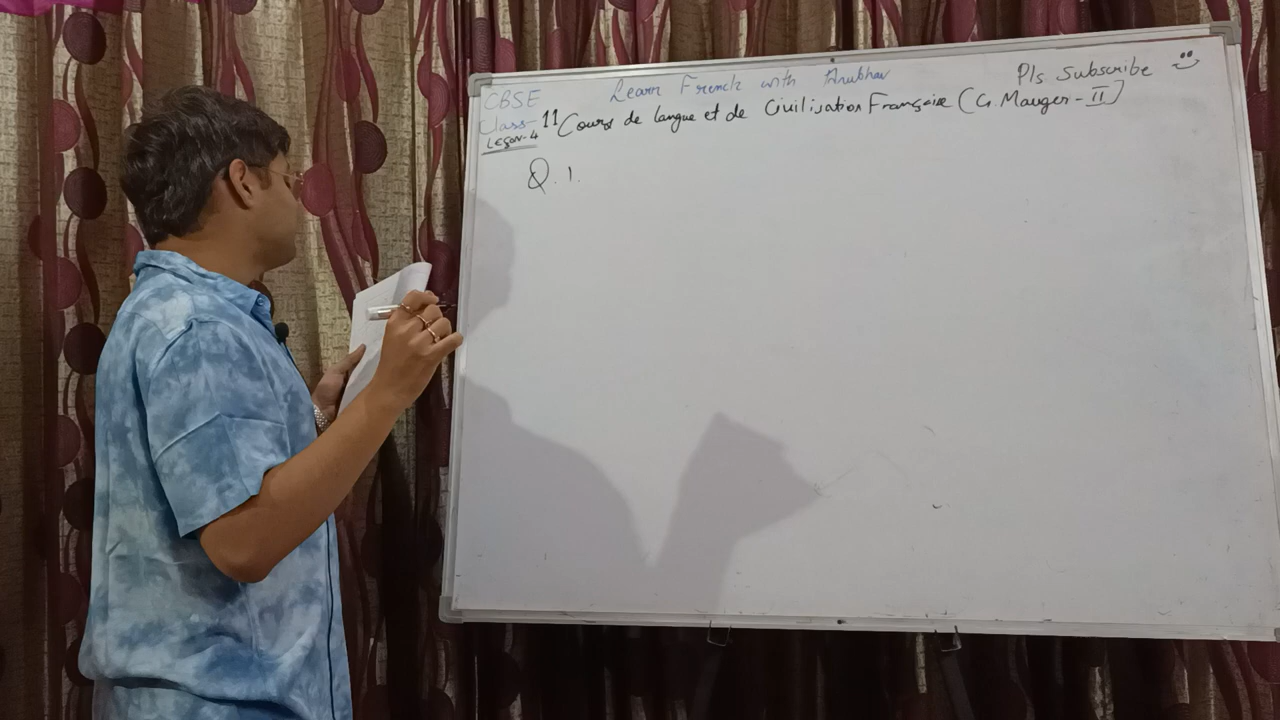 Learn French with Anubhav
Pls Subscribe
CBSE
Class- 11 Cours de langue et de Civilisation Française (G. Mauger - II)
Leçon-4
Q. 1.